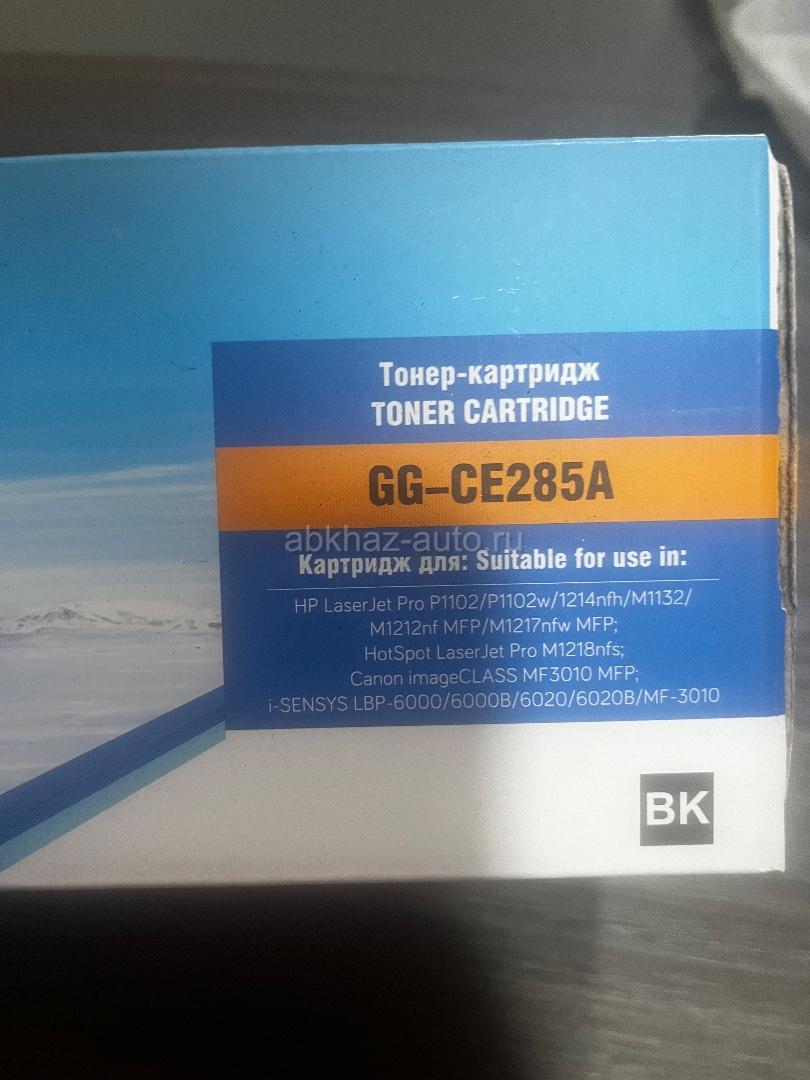 Тонер-картридж
TONER CARTRIDGE
GG-CE285A
abkhaz-auto.ru
Картридж для: Suitable for use in:
HP LaserJet Pro P1102/P1102w/1214nfh/M1132/
M1212nf MFP/M1217nfw MFP;
HotSpot LaserJet Pro M1218nfs;
Canon imageCLASS MF3010 MFP;
i-SENSYS LBP-6000/6000B/6020/6020B/MF-3010
BK